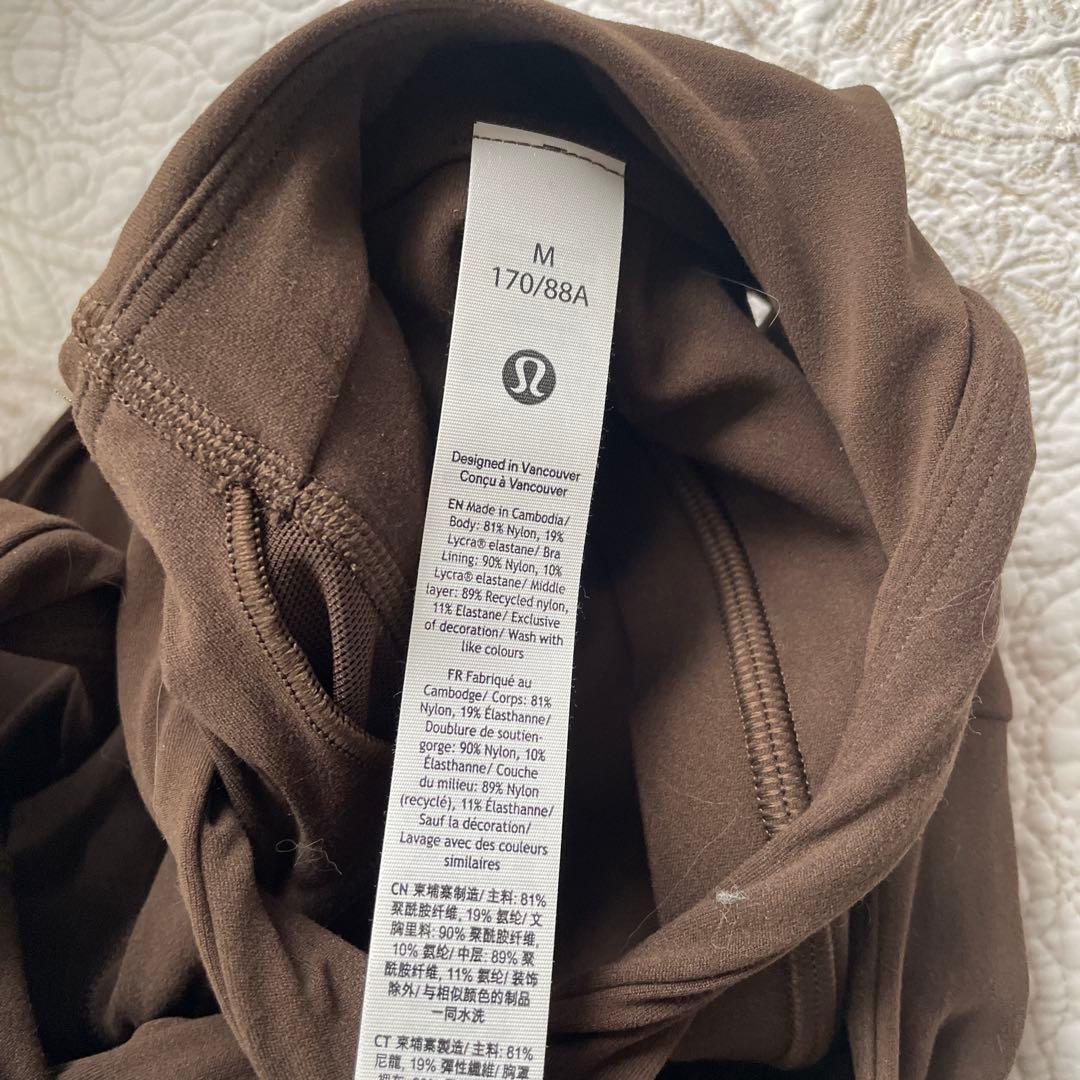 M
170/88A
Designed in Vancouver
Conçu à Vancouver
EN Made in Cambodia/
Body: 81% Nylon, 19%
Lycra® elastane/ Bra
Lining: 90% Nylon, 10%
Lycra® elastane/ Middle
layer: 89% Recycled nylon,
11% Elastane/ Exclusive
of decoration/ Wash with
like colours
FR Fabriqué au
Cambodge/ Corps: 81%
Nylon, 19% Élasthanne/
Doublure de soutien-
gorge: 90% Nylon, 10%
Élasthanne/ Couche
du milieu: 89% Nylon
(recyclé), 11% Élasthanne/
Sauf la décoration/
Lavage avec des couleurs
similaires
CN 柬埔寨制造/ 主料: 81%
聚酰胺纤维, 19% 氨纶/ 文
胸里料: 90% 聚酰胺纤维,
10% 氨纶/ 中层: 89% 聚
酰胺纤维, 11% 氨纶/ 装饰
除外/ 与相似颜色的制品
一同水洗
CT 柬埔寨製造/ 主料: 81%
尼龍, 19% 彈性纖維/ 胸罩